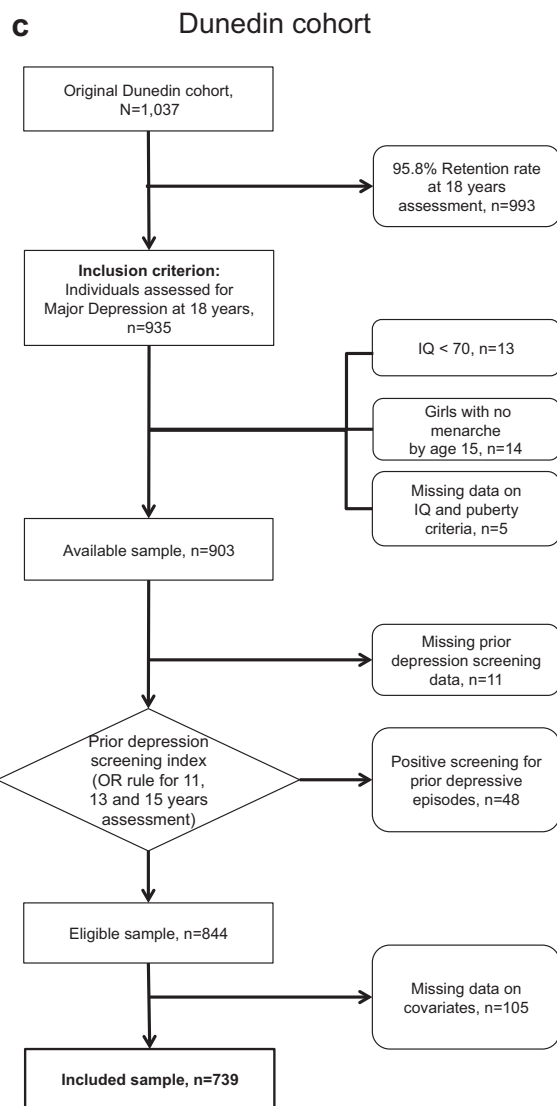 c
Dunedin cohort
Original Dunedin cohort,
N=1,037
95.8% Retention rate
at 18 years
assessment, n=993
Inclusion criterion:
Individuals assessed for
Major Depression at 18 years,
n=935
IQ < 70, n=13
Girls with no
menarche
by age 15, n=14
Missing data on
IQ and puberty
criteria, n=5
Available sample, n=903
Missing prior
depression screening
data, n=11
Prior depression
screening index
(OR rule for 11,
13 and 15 years
assessment)
Positive screening for
prior depressive
episodes, n=48
Eligible sample, n=844
Missing data on
covariates, n=105
Included sample, n=739